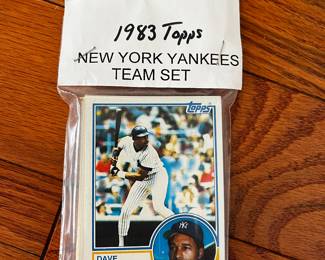 1983 Topps
NEW YORK YANKEES
TEAM SET
TOPPS
NY
DAVE